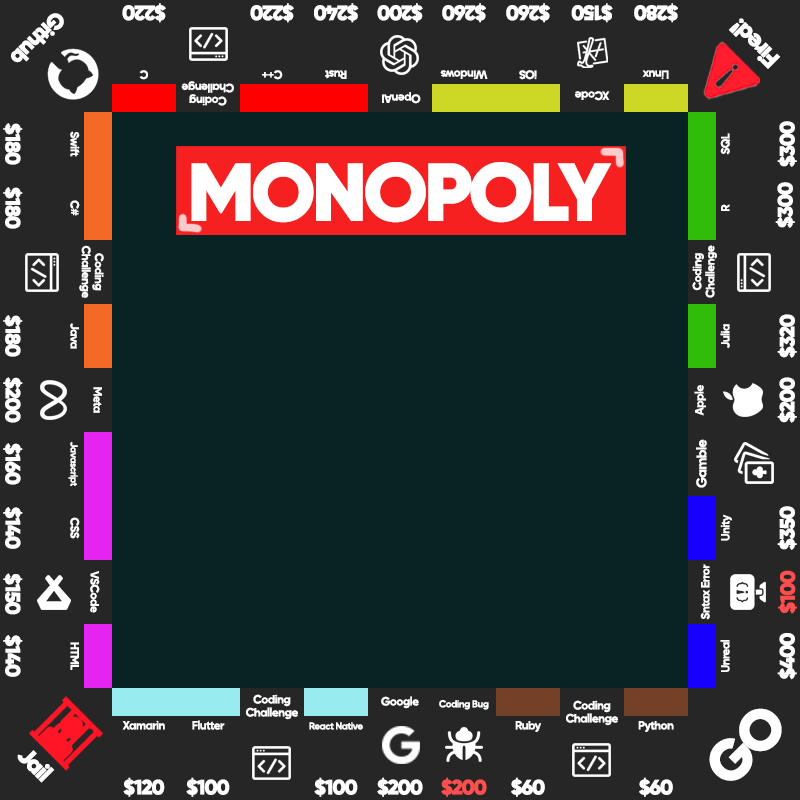 Github
$220
C
Coding
Challenge
$220
C++
$240
Rust
$200
OpenAI
$260
Windows
$260
iOS
$150
XCode
$280
Linux
Fired!
$300
SQL
$300
R
Coding
Challenge
$320
Julia
$200
Apple
Gamble
$350
Unity
$100
Sntax Error
$400
Unreal
GO
Python
$60
Coding
Challenge
Ruby
$60
Coding Bug
$200
Google
G
$200
React Native
$100
Coding
Challenge
Flutter
$100
Xamarin
$120
Jail
HTML
$140
VSCode
$150
CSS
$140
Javascript
$160
Meta
$200
Java
$180
Coding
Challenge
C#
$180
Swift
$180
MONOPOLY